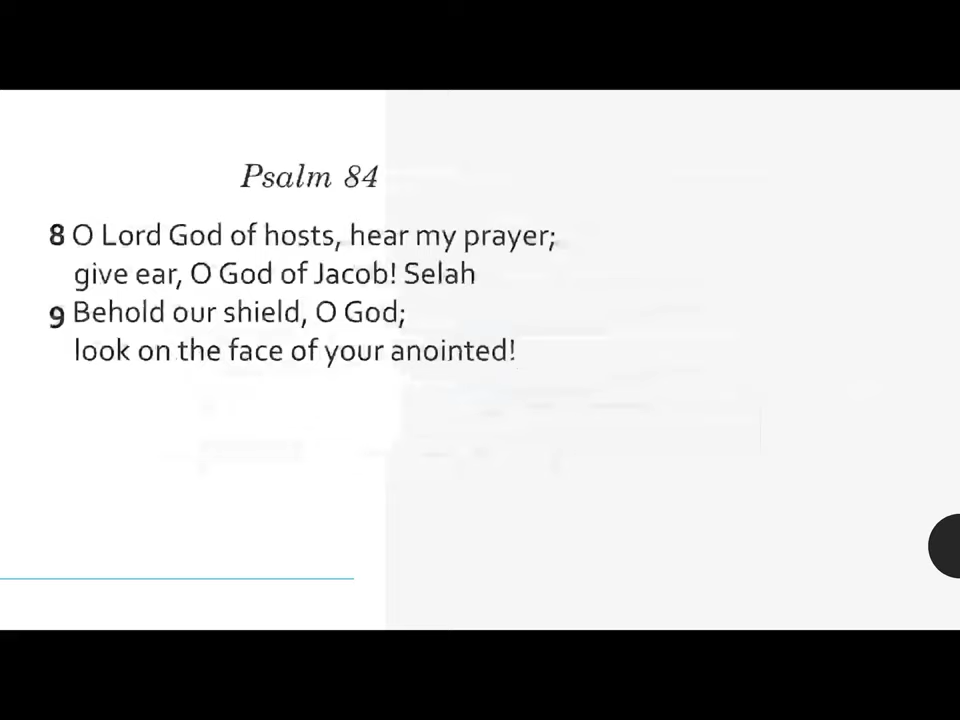 Psalm 84
8 O Lord God of hosts, hear my prayer;
give ear, O God of Jacob! Selah
9 Behold our shield, O God;
look on the face of your anointed!